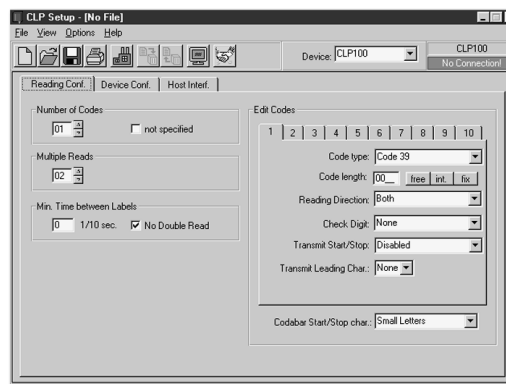 CLP Setup - [No File]
File View Options Help
Device: CLP100
CLP100
No Connection!
Reading Conf. Device Conf. Host Interf.
Number of Codes
01 not specified
Multiple Reads
02
Min. Time between Labels
0 1/10 sec. No Double Read
Edit Codes
1 2 3 4 5 6 7 8 9 10
Code type: Code 39
Code length: 00__ free int. fix
Reading Direction: Both
Check Digit: None
Transmit Start/Stop: Disabled
Transmit Leading Char.: None
Codabar Start/Stop char.: Small Letters